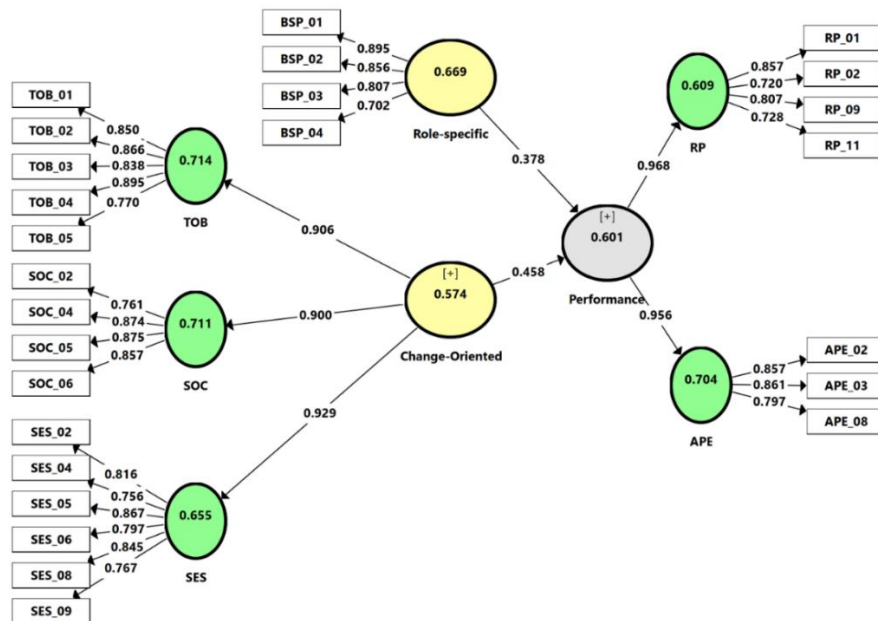 BSP_01
BSP_02
BSP_03
BSP_04
0.895
0.856
0.807
0.702
0.669
Role-specific
0.378
TOB_01
TOB_02
TOB_03
TOB_04
TOB_05
0.850
0.866
0.838
0.895
0.770
0.714
TOB
0.906
SOC_02
SOC_04
SOC_05
SOC_06
0.761
0.874
0.875
0.857
0.711
SOC
0.900
SES_02
SES_04
SES_05
SES_06
SES_08
SES_09
0.816
0.756
0.867
0.797
0.845
0.767
0.655
SES
0.929
[+]
0.574
Change-Oriented
0.458
[+]
0.601
Performance
0.968
0.609
RP
0.857
0.720
0.807
0.728
RP_01
RP_02
RP_09
RP_11
0.956
0.704
APE
0.857
0.861
0.797
APE_02
APE_03
APE_08